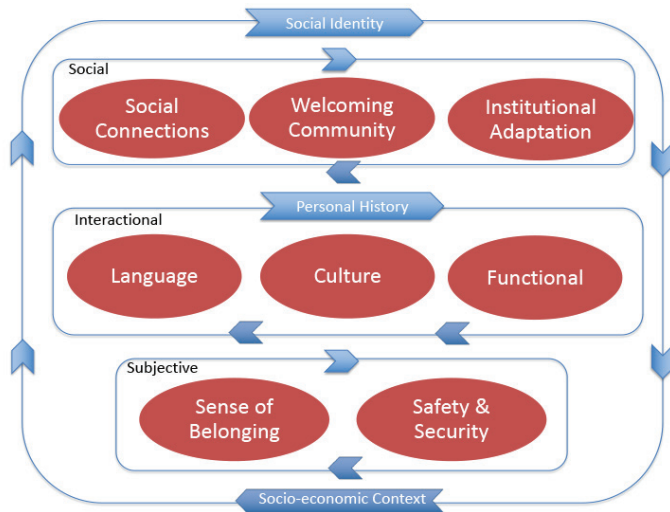 Social Identity
Social
Social
Connections
Welcoming
Community
Institutional
Adaptation
Personal History
Interactional
Language
Culture
Functional
Subjective
Sense of
Belonging
Safety &
Security
Socio-economic Context